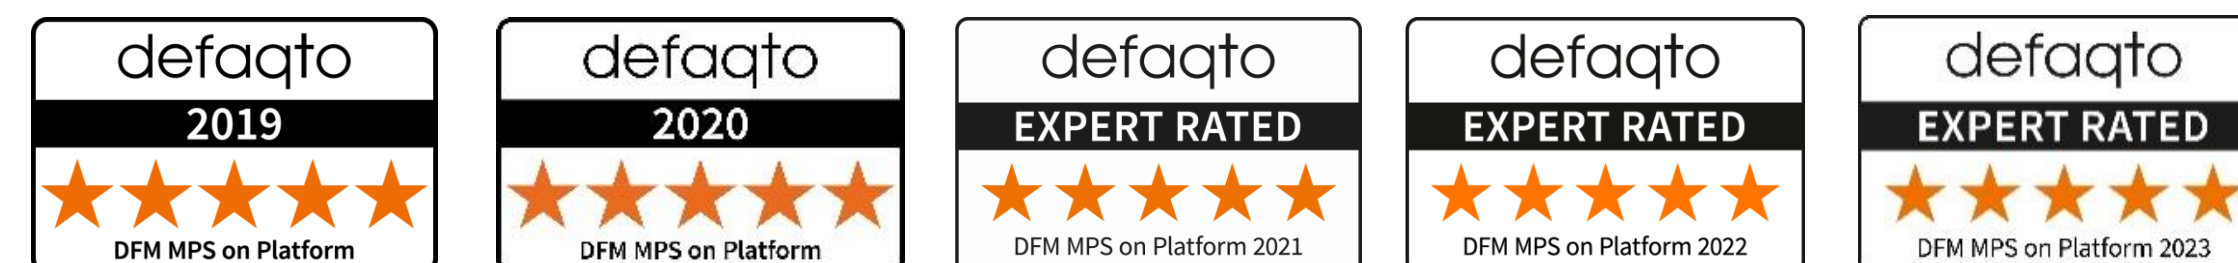 defaqto
2019
DFM MPS on Platform
defaqto
2020
DFM MPS on Platform
defaqto
EXPERT RATED
DFM MPS on Platform 2021
defaqto
EXPERT RATED
DFM MPS on Platform 2022
defaqto
EXPERT RATED
DFM MPS on Platform 2023